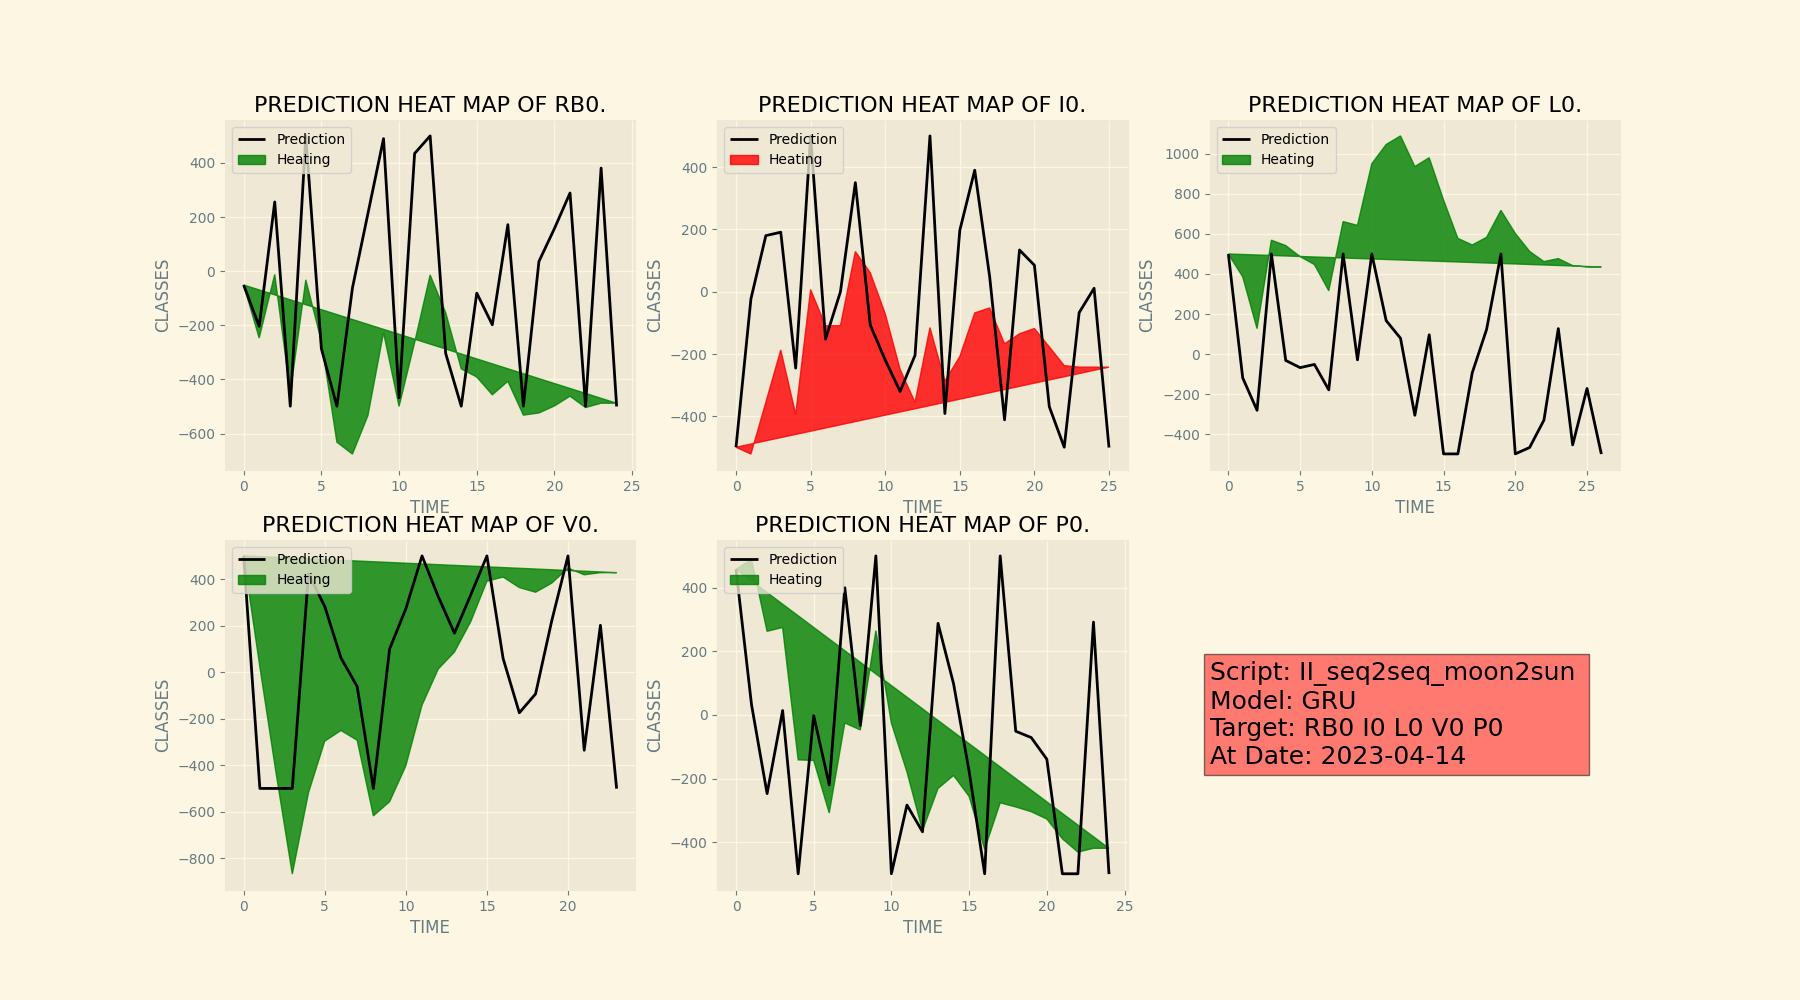 PREDICTION HEAT MAP OF RB0.
Prediction
Heating
400
200
0
−200
−400
−600
CLASSES
0 5 10 15 20 25
TIME
PREDICTION HEAT MAP OF I0.
Prediction
Heating
400
200
0
−200
−400
CLASSES
0 5 10 15 20 25
TIME
PREDICTION HEAT MAP OF L0.
Prediction
Heating
1000
800
600
400
200
0
−200
−400
CLASSES
0 5 10 15 20 25
TIME
PREDICTION HEAT MAP OF V0.
Prediction
Heating
400
200
0
−200
−400
−600
−800
CLASSES
0 5 10 15 20
TIME
PREDICTION HEAT MAP OF P0.
Prediction
Heating
400
200
0
−200
−400
CLASSES
0 5 10 15 20 25
TIME
Script: II_seq2seq_moon2sun
Model: GRU
Target: RB0 I0 L0 V0 P0
At Date: 2023-04-14